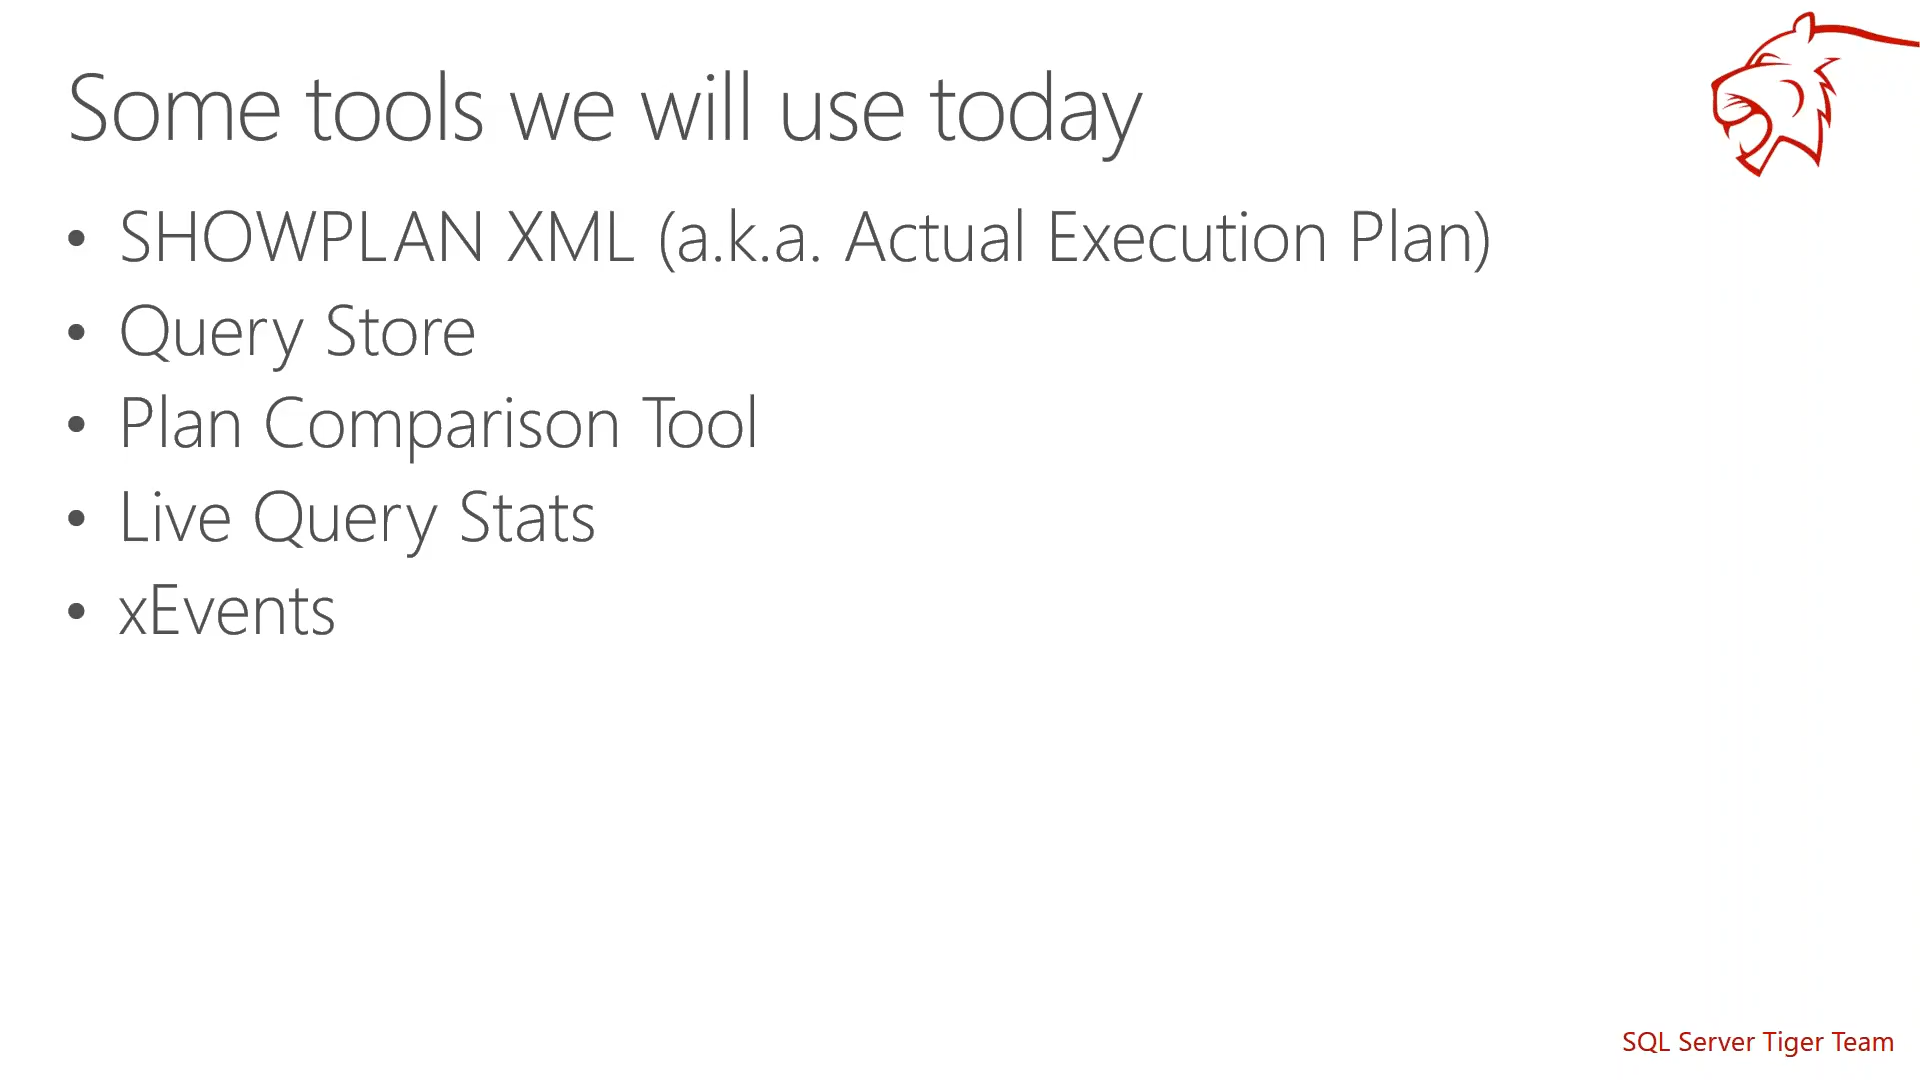 Some tools we will use today
• SHOWPLAN XML (a.k.a. Actual Execution Plan)
• Query Store
• Plan Comparison Tool
• Live Query Stats
• xEvents
SQL Server Tiger Team